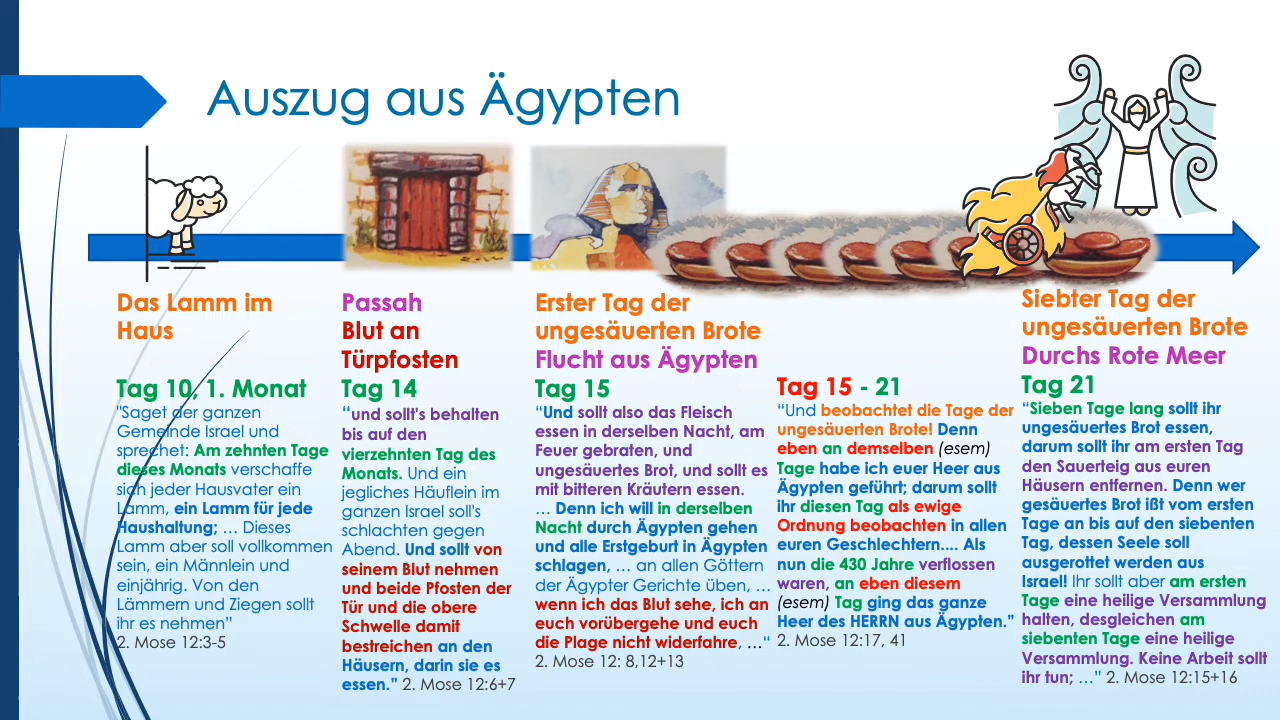 Auszug aus Ägypten
Das Lamm im
Haus
Tag 10, 1. Monat
"Saget der ganzen
Gemeinde Israel und
sprechet: Am zehnten Tage
dieses Monats verschaffe
sich jeder Hausvater ein
Lamm, ein Lamm für jede
Haushaltung; … Dieses
Lamm aber soll vollkommen
sein, ein Männlein und
einjährig. Von den
Lämmern und Ziegen sollt
ihr es nehmen”
2. Mose 12:3-5
Passah
Blut an
Türpfosten
Tag 14
“und sollt's behalten
bis auf den
vierzehnten Tag des
Monats. Und ein
jegliches Häuflein im
ganzen Israel soll's
schlachten gegen
Abend. Und sollt von
seinem Blut nehmen
und beide Pfosten der
Tür und die obere
Schwelle damit
bestreichen an den
Häusern, darin sie es
essen.” 2. Mose 12:6+7
Erster Tag der
ungesäuerten Brote
Flucht aus Ägypten
Tag 15
“Und sollt also das Fleisch
essen in derselben Nacht, am
Feuer gebraten, und
ungesäuertes Brot, und sollt es
mit bitteren Kräutern essen.
… Denn ich will in derselben
Nacht durch Ägypten gehen
und alle Erstgeburt in Ägypten
schlagen, … an allen Göttern
der Ägypter Gerichte üben, …
wenn ich das Blut sehe, ich an
euch vorübergehe und euch
die Plage nicht widerfahre, …“
2. Mose 12: 8,12+13
Tag 15 - 21
“Und beobachtet die Tage der
ungesäuerten Brote! Denn
eben an demselben (esem)
Tage habe ich euer Heer aus
Ägypten geführt; darum sollt
ihr diesen Tag als ewige
Ordnung beobachten in allen
euren Geschlechtern.... Als
nun die 430 Jahre verflossen
waren, an eben diesem
(esem) Tag ging das ganze
Heer des HERRN aus Ägypten.”
2. Mose 12:17, 41
Siebter Tag der
ungesäuerten Brote
Durchs Rote Meer
Tag 21
“Sieben Tage lang sollt ihr
ungesäuertes Brot essen,
darum sollt ihr am ersten Tag
den Sauerteig aus euren
Häusern entfernen. Denn wer
gesäuertes Brot ißt vom ersten
Tage an bis auf den siebenten
Tag, dessen Seele soll
ausgerottet werden aus
Israel! Ihr sollt aber am ersten
Tage eine heilige Versammlung
halten, desgleichen am
siebenten Tage eine heilige
Versammlung. Keine Arbeit sollt
ihr tun; …” 2. Mose 12:15+16